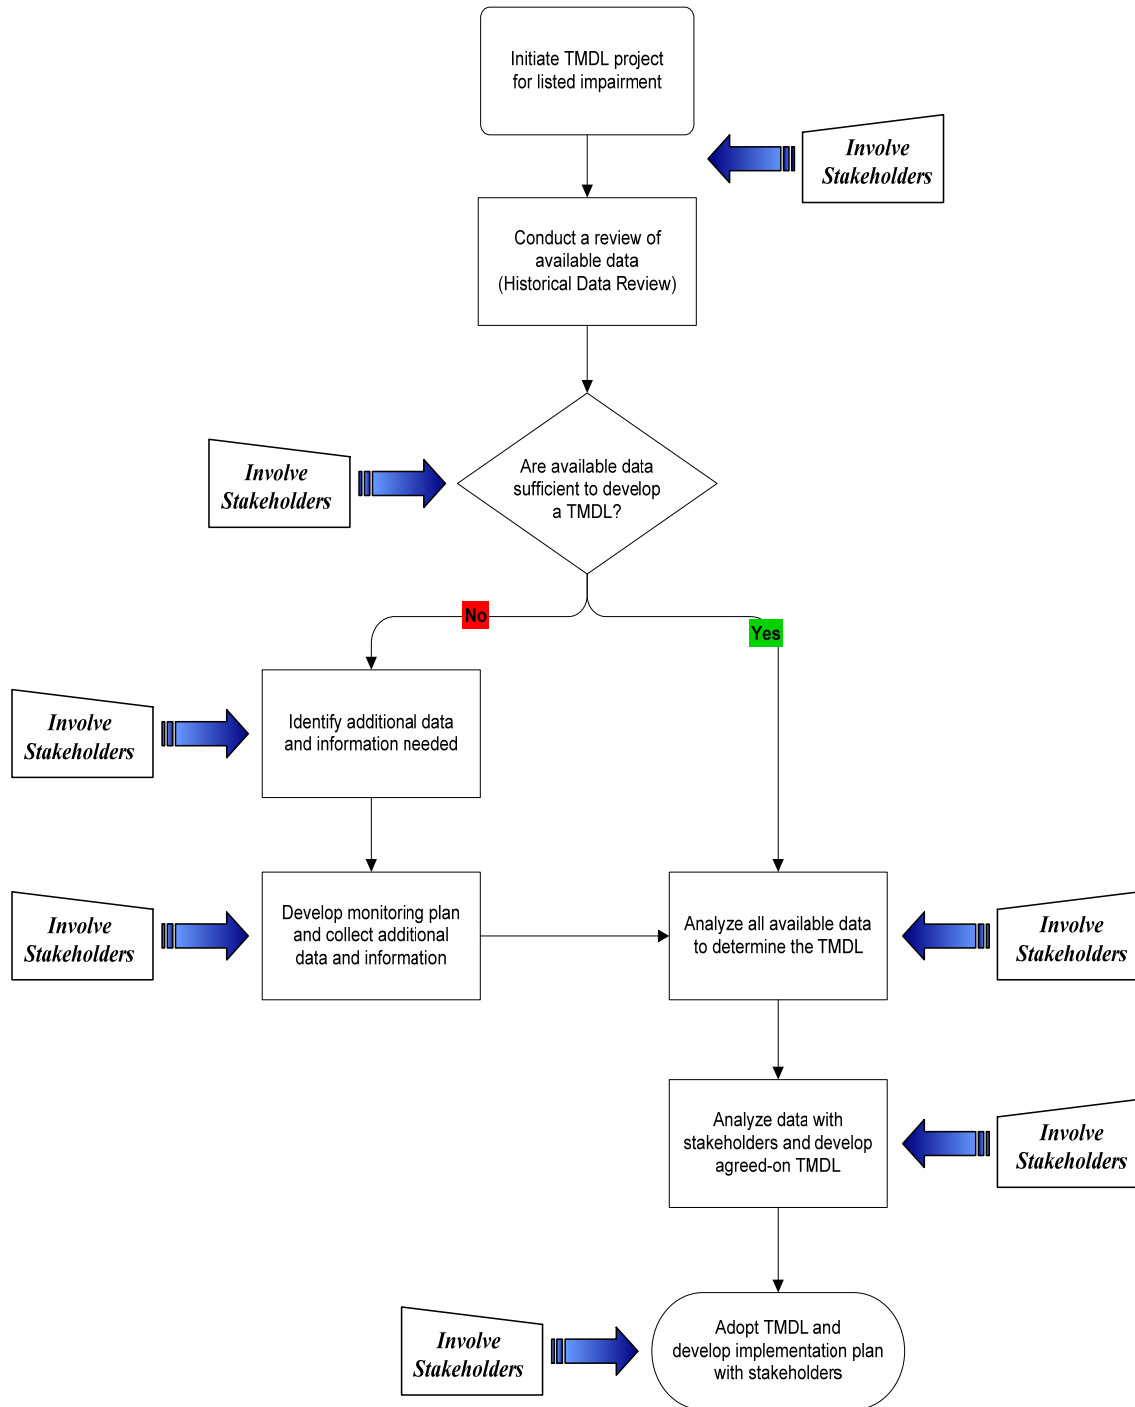 Initiate TMDL project
for listed impairment
Involve
Stakeholders
Conduct a review of
available data
(Historical Data Review)
Involve
Stakeholders
Are available data
sufficient to develop
a TMDL?
No
Yes
Involve
Stakeholders
Identify additional data
and information needed
Involve
Stakeholders
Develop monitoring plan
and collect additional
data and information
Analyze all available data
to determine the TMDL
Involve
Stakeholders
Analyze data with
stakeholders and develop
agreed-on TMDL
Involve
Stakeholders
Involve
Stakeholders
Adopt TMDL and
develop implementation plan
with stakeholders